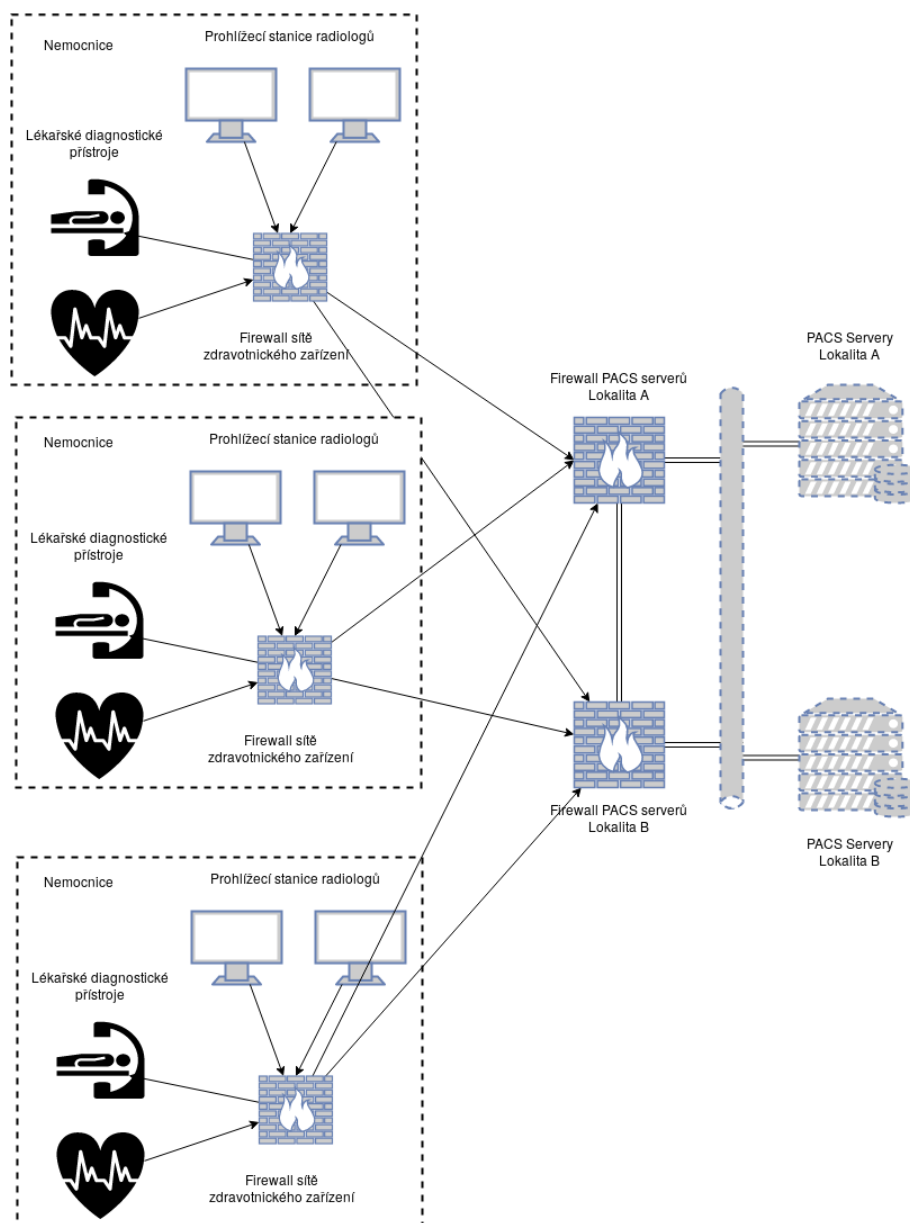 Nemocnice
Prohlížecí stanice radiologů
Lékařské diagnostické
přístroje
Firewall sítě
zdravotnického zařízení
Nemocnice
Prohlížecí stanice radiologů
Lékařské diagnostické
přístroje
Firewall sítě
zdravotnického zařízení
Nemocnice
Prohlížecí stanice radiologů
Lékařské diagnostické
přístroje
Firewall sítě
zdravotnického zařízení
Firewall PACS serverů
Lokalita A
PACS Servery
Lokalita A
Firewall PACS serverů
Lokalita B
PACS Servery
Lokalita B